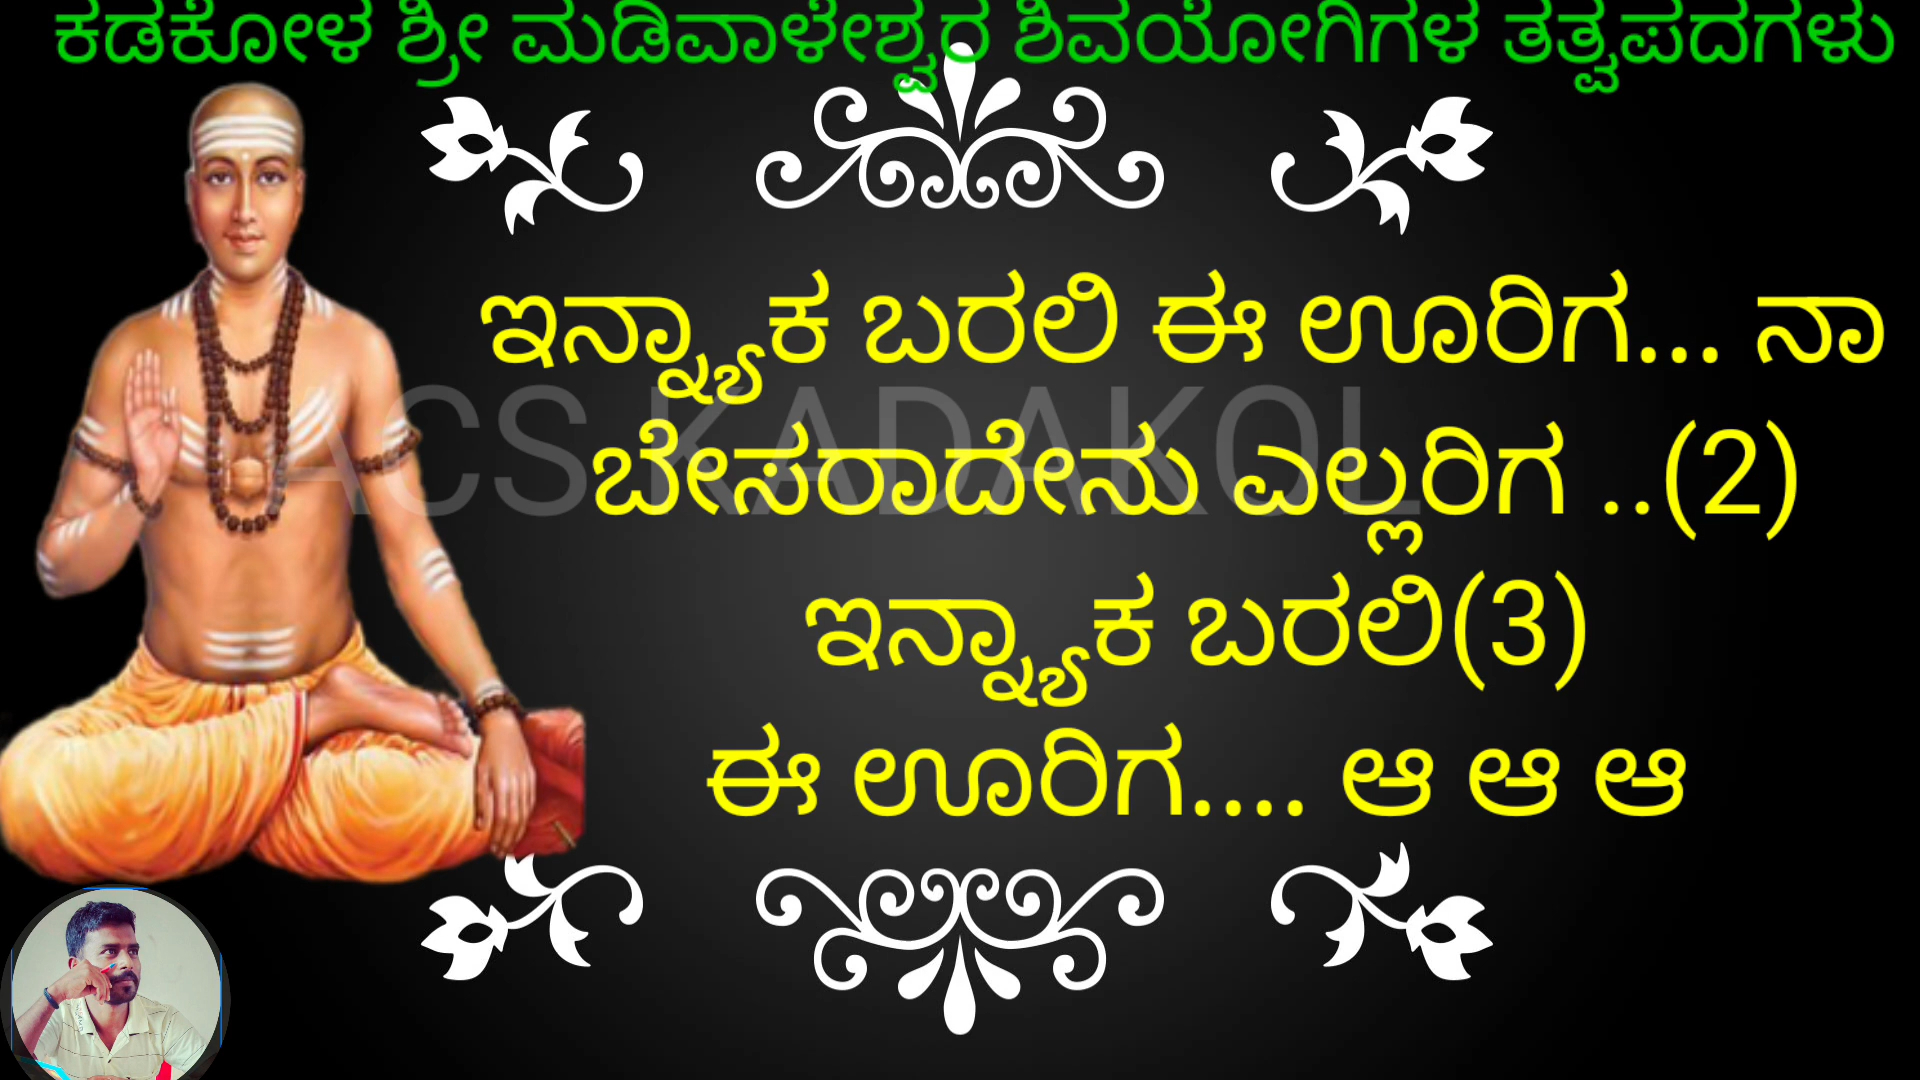 ಕಡಕೋಳ ಶ್ರೀ ಮಡಿವಾಳೇಶ್ವರ ಶಿವಯೋಗಿಗಳ ತತ್ವಪದಗಳು
ಇನ್ನ್ಯಾಕ ಬರಲಿ ಈ ಊರಿಗ... ನಾ
ಬೇಸರಾದೇನು ಎಲ್ಲರಿಗ ..(2)
ಇನ್ನ್ಯಾಕ ಬರಲಿ(3)
ಈ ಊರಿಗ.... ಆ ಆ ಆ
ACS KADAKOL